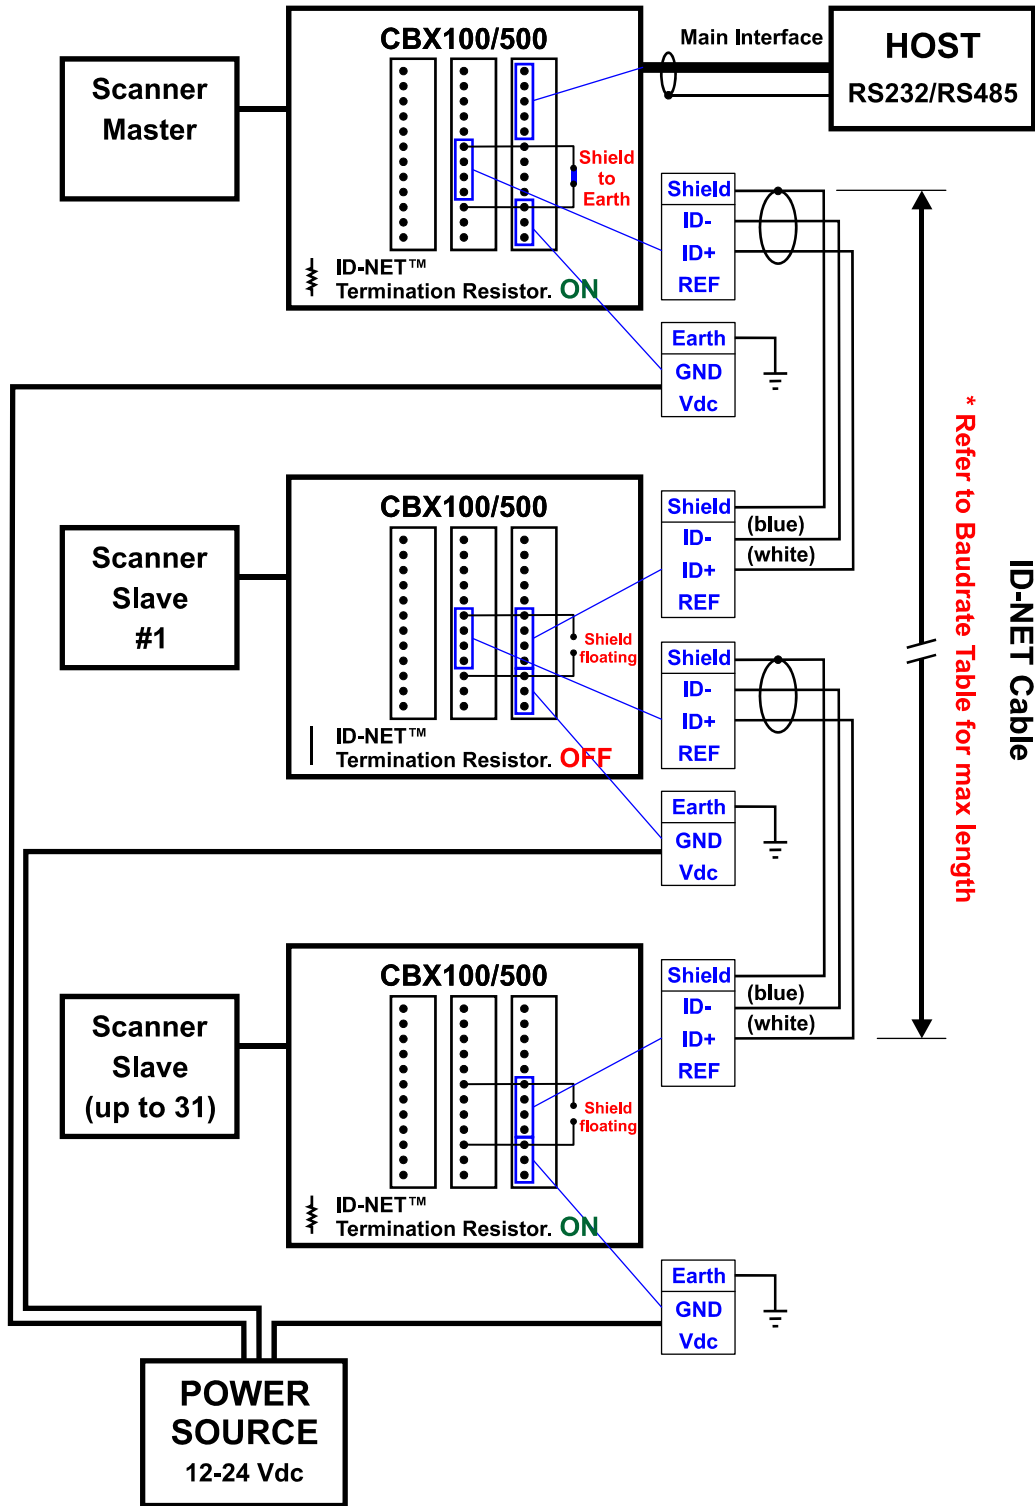 CBX100/500
Main Interface
HOST
RS232/RS485
Scanner
Master
Shield
to
Earth
ID-NET™
Termination Resistor. ON
Shield
ID-
ID+
REF
Earth
GND
Vdc
CBX100/500
Scanner
Slave
#1
Shield
floating
ID-NET™
Termination Resistor. OFF
Shield
ID-
(blue)
ID+
(white)
REF
Shield
ID-
ID+
REF
Earth
GND
Vdc
ID-NET Cable
* Refer to Baudrate Table for max length
CBX100/500
Scanner
Slave
(up to 31)
Shield
floating
ID-NET™
Termination Resistor. ON
Shield
ID-
(blue)
ID+
(white)
REF
Earth
GND
Vdc
POWER
SOURCE
12-24 Vdc